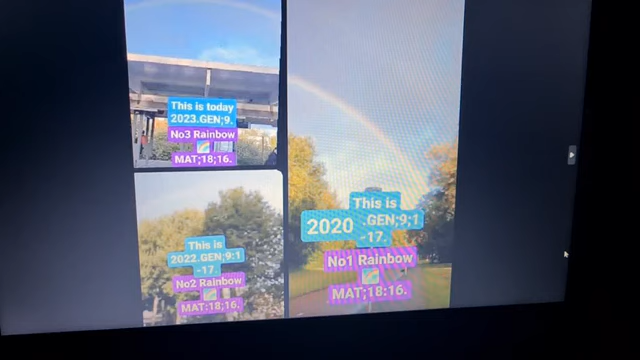 This is today
2023.GEN;9.
No3 Rainbow
MAT;18;16.
This is
2022.GEN;9:1
-17.
No2 Rainbow
MAT;18;16.
This is
2020 .GEN;9;1
-17.
No1 Rainbow
MAT;18:16.